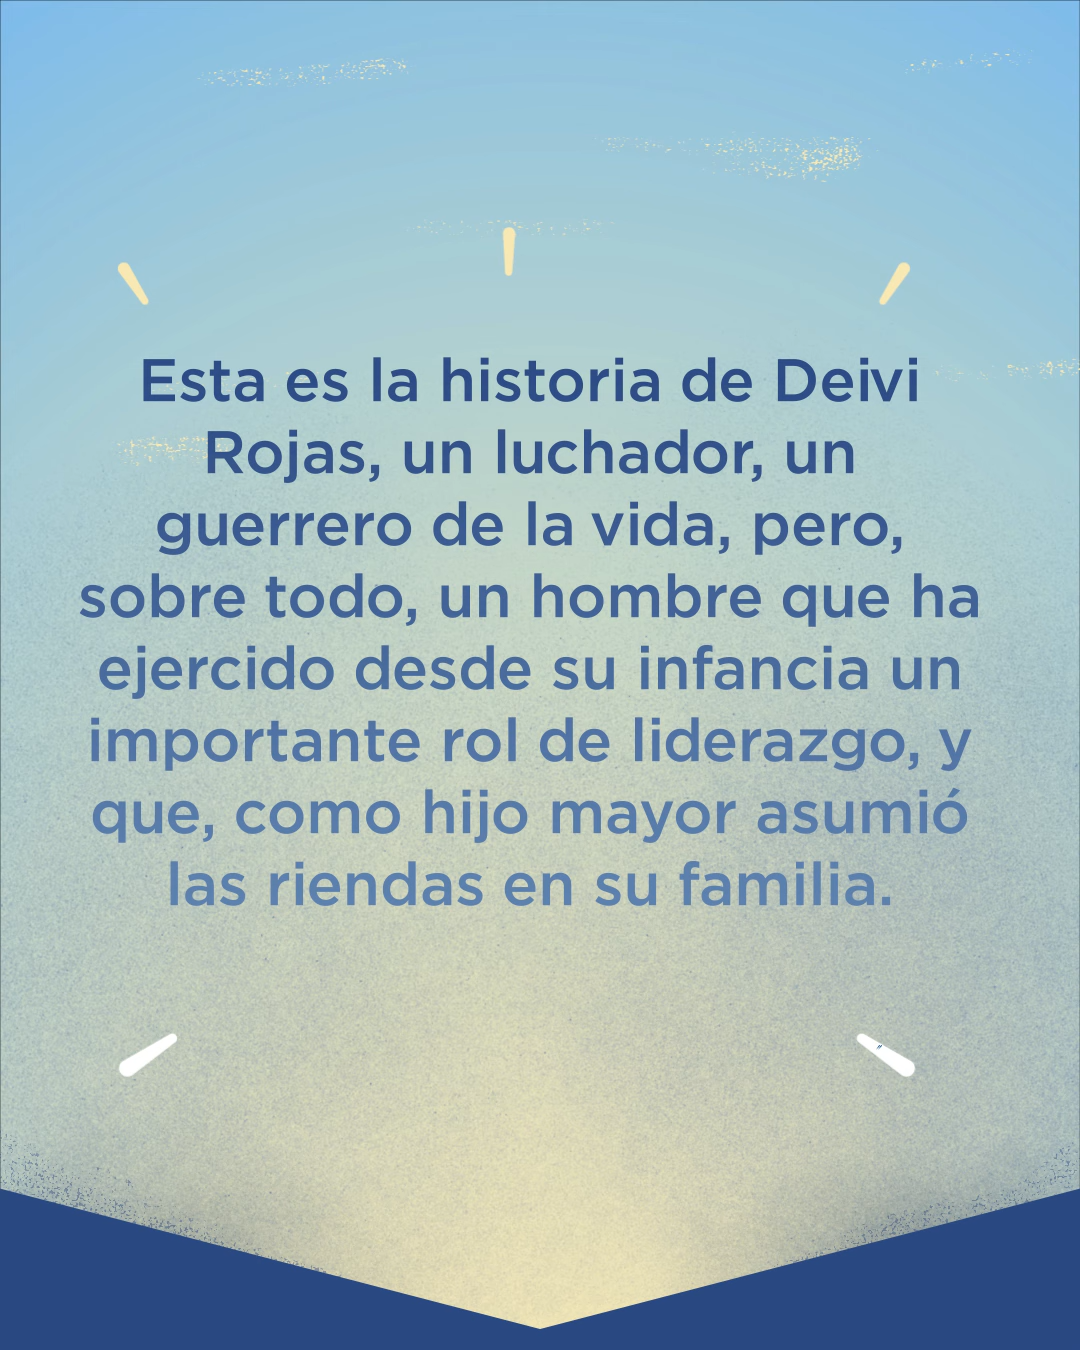 Esta es la historia de Deivi
Rojas, un luchador, un
guerrero de la vida, pero,
sobre todo, un hombre que ha
ejercido desde su infancia un
importante rol de liderazgo, y
que, como hijo mayor asumió
las riendas en su familia.